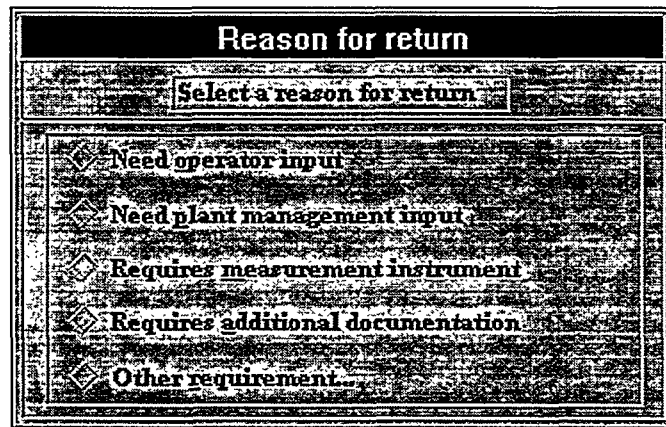 Reason for return
Select a reason for return
Need operator input
Need plant management input
Requires measurement instrument
Requires additional documentation
Other requirement...